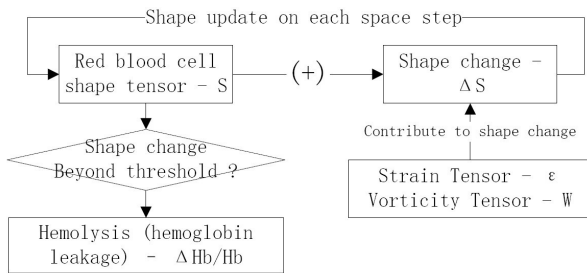 Shape update on each space step
Red blood cell
shape tensor - S
(+)
Shape change -
ΔS
Contribute to shape change
Shape change
Beyond threshold ?
Strain Tensor - ε
Vorticity Tensor - W
Hemolysis (hemoglobin
leakage) - ΔHb/Hb